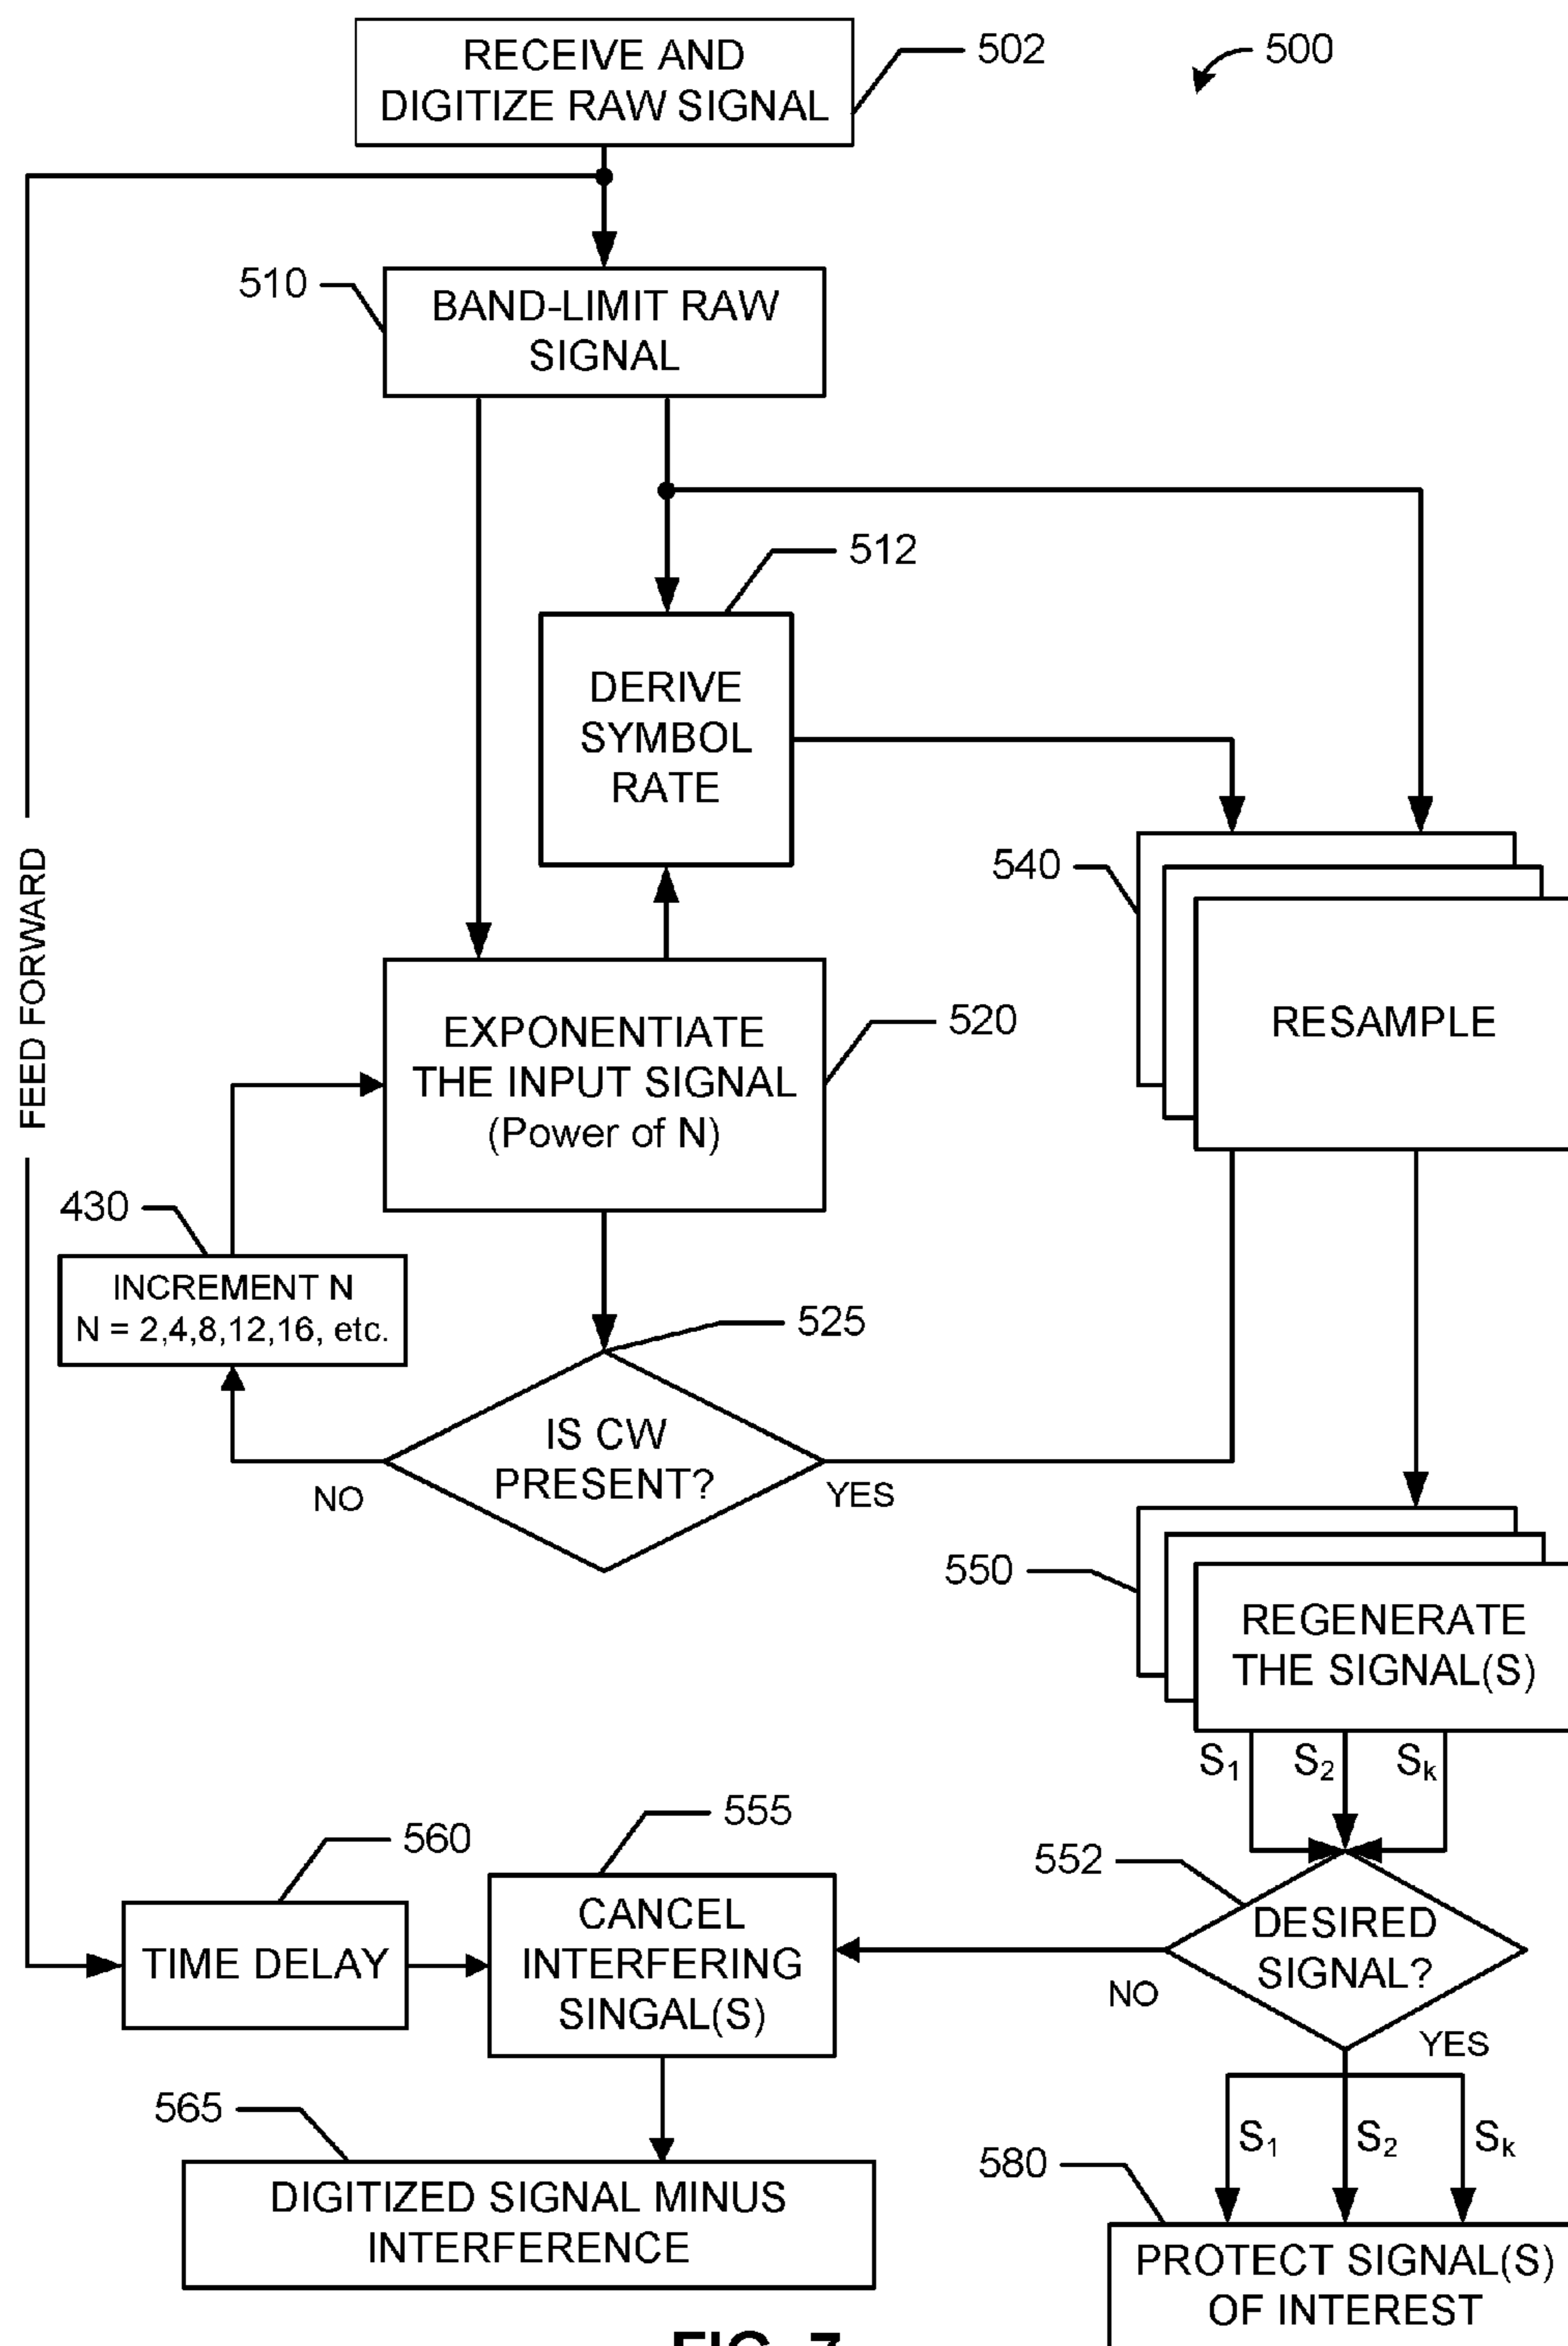 RECEIVE AND
DIGITIZE RAW SIGNAL
502
500
510
BAND-LIMIT RAW
SIGNAL
512
DERIVE
SYMBOL
RATE
540
RESAMPLE
FEED FORWARD
EXPONENTIATE
THE INPUT SIGNAL
(Power of N)
520
430
INCREMENT N
N = 2,4,8,12,16, etc.
525
IS CW
PRESENT?
NO
YES
550
REGENERATE
THE SIGNAL(S)
S1
S2
Sk
555
560
552
CANCEL
INTERFERING
SINGAL(S)
TIME DELAY
DESIRED
SIGNAL?
NO
YES
565
S1
S2
Sk
580
DIGITIZED SIGNAL MINUS
INTERFERENCE
PROTECT SIGNAL(S)
OF INTEREST
FIG. 7